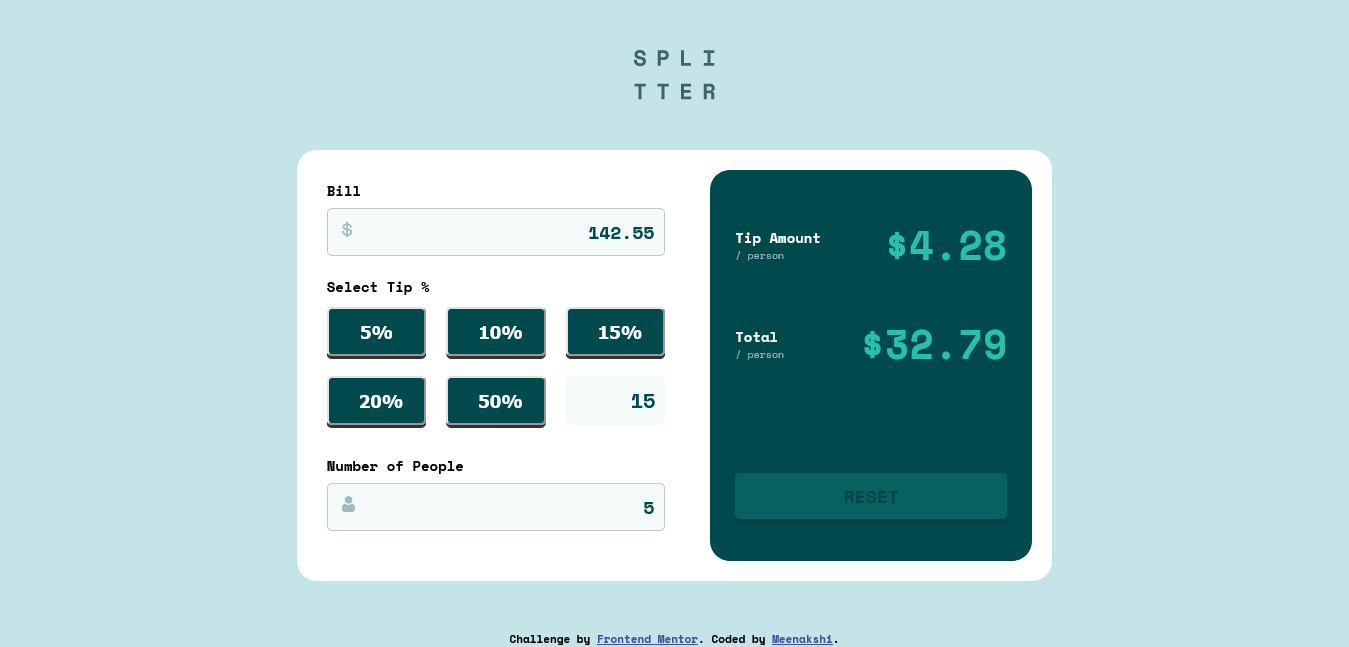 SPLI
TTER
Bill
$ 142.55
Select Tip %
5% 10% 15%
20% 50% 15
Number of People
5
Tip Amount
/ person
$4.28
Total
/ person
$32.79
RESET
Challenge by Frontend Mentor. Coded by Meenakshi.